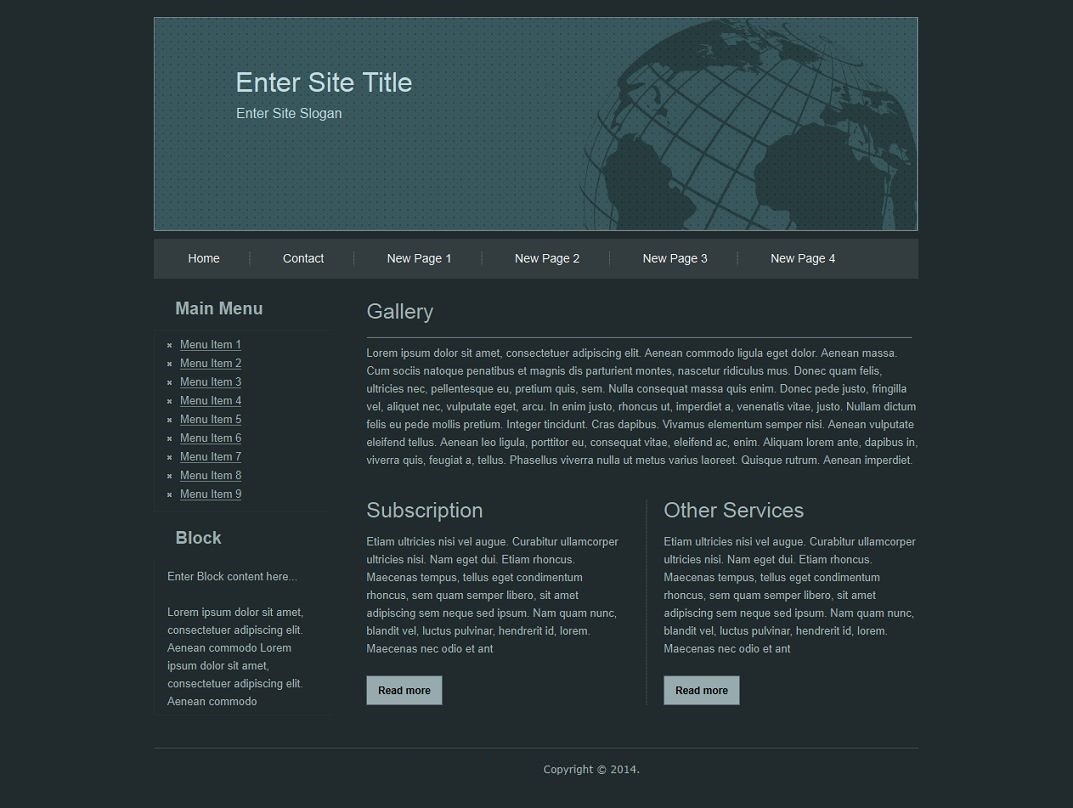 Enter Site Title
Enter Site Slogan
Home Contact New Page 1 New Page 2 New Page 3 New Page 4
Main Menu
Menu Item 1
Menu Item 2
Menu Item 3
Menu Item 4
Menu Item 5
Menu Item 6
Menu Item 7
Menu Item 8
Menu Item 9
Block
Enter Block content here...
Lorem ipsum dolor sit amet,
consectetuer adipiscing elit.
Aenean commodo Lorem
ipsum dolor sit amet,
consectetuer adipiscing elit.
Aenean commodo
Gallery
Lorem ipsum dolor sit amet, consectetuer adipiscing elit. Aenean commodo ligula eget dolor. Aenean massa.
Cum sociis natoque penatibus et magnis dis parturient montes, nascetur ridiculus mus. Donec quam felis,
ultricies nec, pellentesque eu, pretium quis, sem. Nulla consequat massa quis enim. Donec pede justo, fringilla
vel, aliquet nec, vulputate eget, arcu. In enim justo, rhoncus ut, imperdiet a, venenatis vitae, justo. Nullam dictum
felis eu pede mollis pretium. Integer tincidunt. Cras dapibus. Vivamus elementum semper nisi. Aenean vulputate
eleifend tellus. Aenean leo ligula, porttitor eu, consequat vitae, eleifend ac, enim. Aliquam lorem ante, dapibus in,
viverra quis, feugiat a, tellus. Phasellus viverra nulla ut metus varius laoreet. Quisque rutrum. Aenean imperdiet.
Subscription
Etiam ultricies nisi vel augue. Curabitur ullamcorper
ultricies nisi. Nam eget dui. Etiam rhoncus.
Maecenas tempus, tellus eget condimentum
rhoncus, sem quam semper libero, sit amet
adipiscing sem neque sed ipsum. Nam quam nunc,
blandit vel, luctus pulvinar, hendrerit id, lorem.
Maecenas nec odio et ant
Read more
Other Services
Etiam ultricies nisi vel augue. Curabitur ullamcorper
ultricies nisi. Nam eget dui. Etiam rhoncus.
Maecenas tempus, tellus eget condimentum
rhoncus, sem quam semper libero, sit amet
adipiscing sem neque sed ipsum. Nam quam nunc,
blandit vel, luctus pulvinar, hendrerit id, lorem.
Maecenas nec odio et ant
Read more
Copyright © 2014.